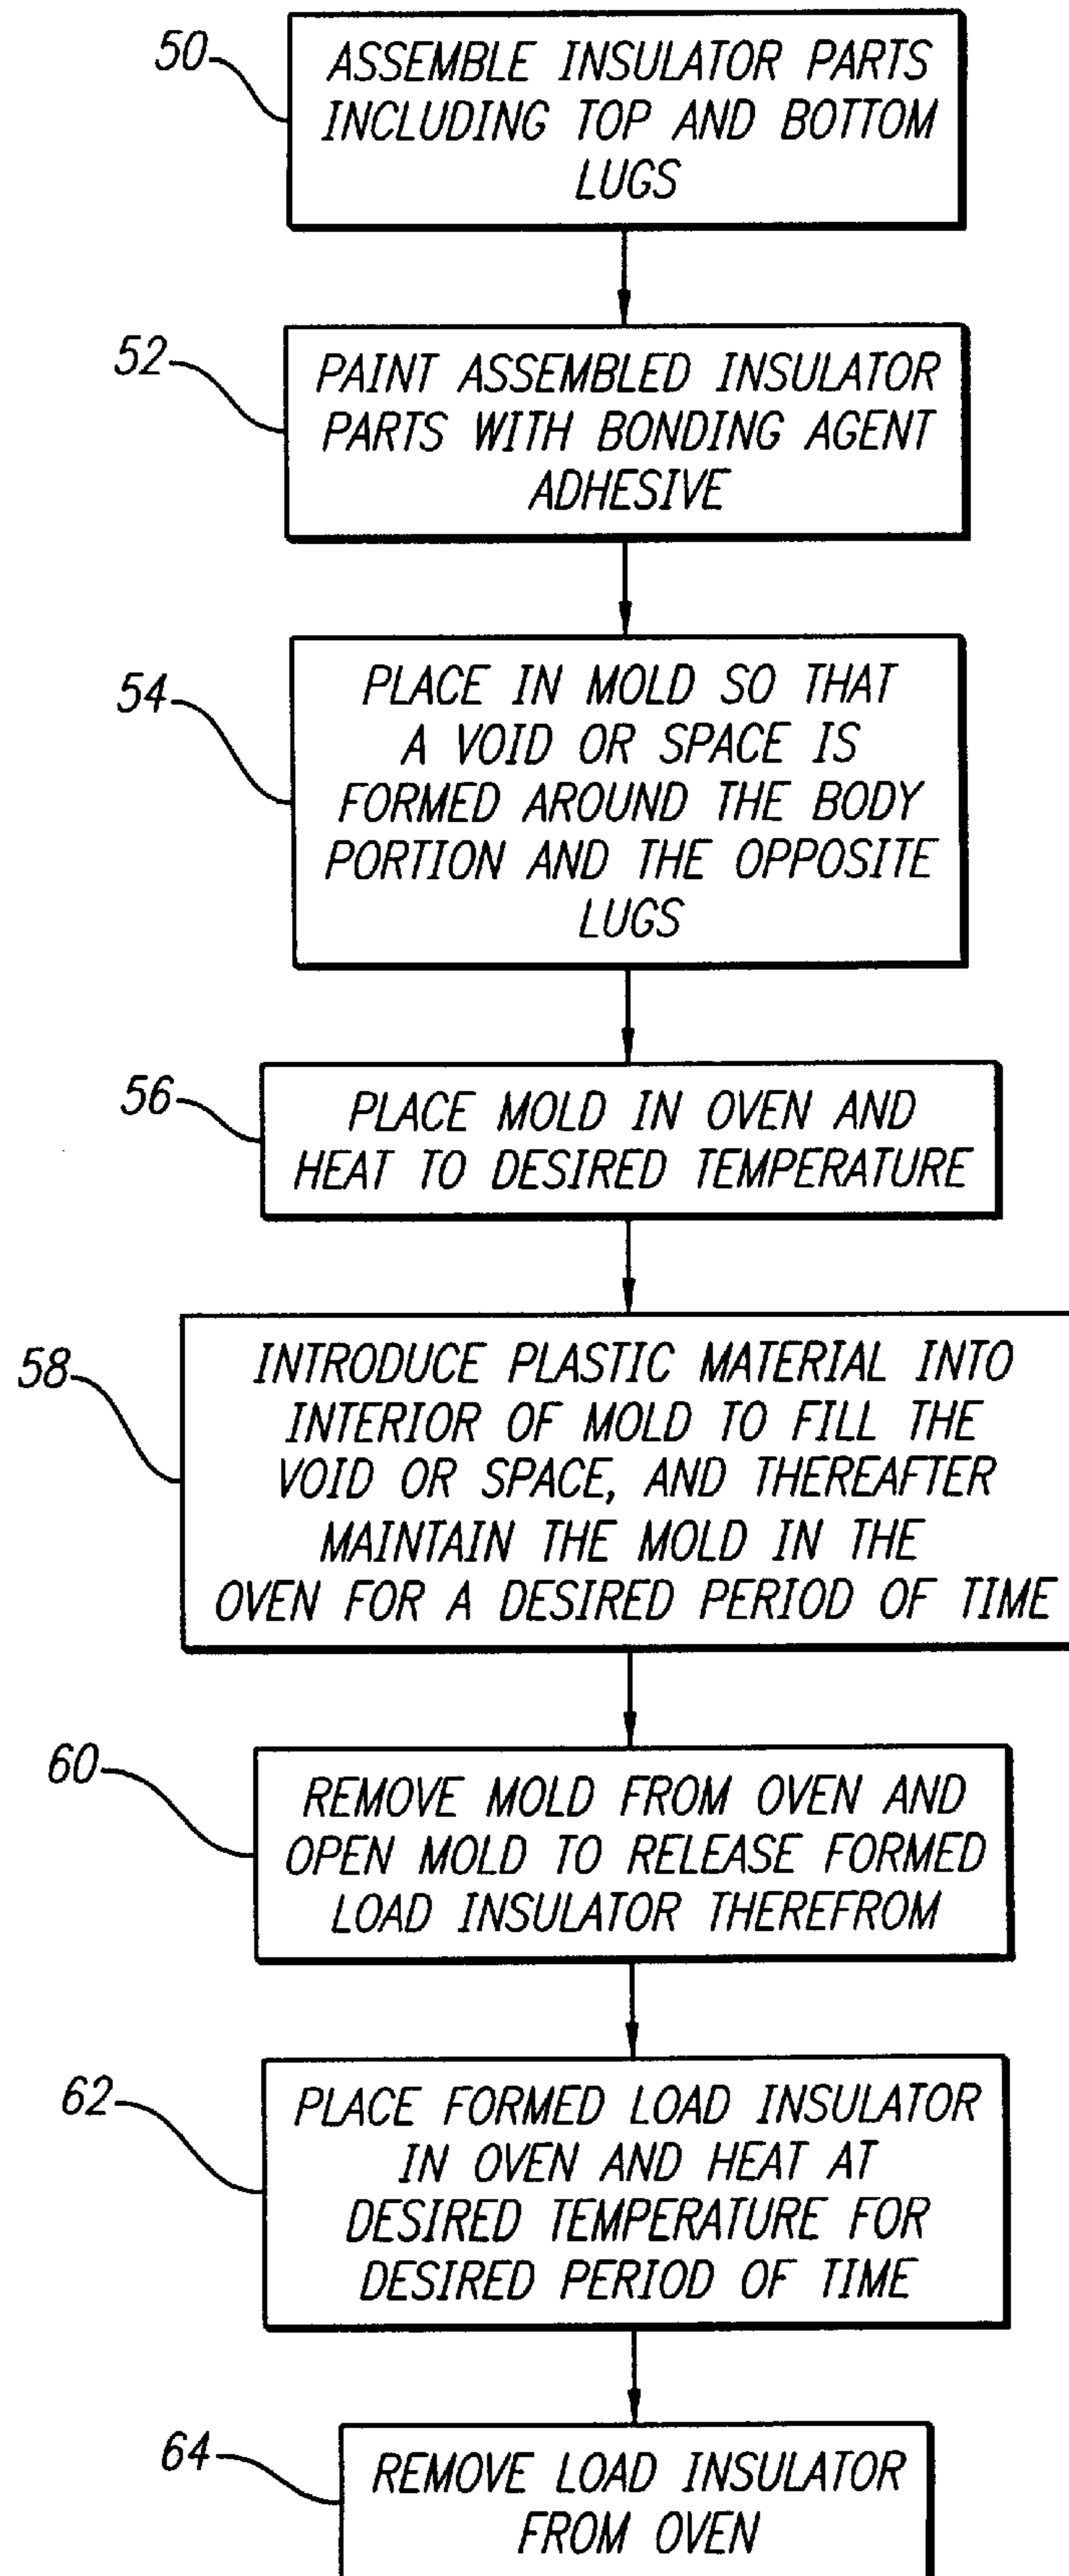 50
ASSEMBLE INSULATOR PARTS
INCLUDING TOP AND BOTTOM
LUGS
52
PAINT ASSEMBLED INSULATOR
PARTS WITH BONDING AGENT
ADHESIVE
54
PLACE IN MOLD SO THAT
A VOID OR SPACE IS
FORMED AROUND THE BODY
PORTION AND THE OPPOSITE
LUGS
56
PLACE MOLD IN OVEN AND
HEAT TO DESIRED TEMPERATURE
58
INTRODUCE PLASTIC MATERIAL INTO
INTERIOR OF MOLD TO FILL THE
VOID OR SPACE, AND THEREAFTER
MAINTAIN THE MOLD IN THE
OVEN FOR A DESIRED PERIOD OF TIME
60
REMOVE MOLD FROM OVEN AND
OPEN MOLD TO RELEASE FORMED
LOAD INSULATOR THEREFROM
62
PLACE FORMED LOAD INSULATOR
IN OVEN AND HEAT AT
DESIRED TEMPERATURE FOR
DESIRED PERIOD OF TIME
64
REMOVE LOAD INSULATOR
FROM OVEN